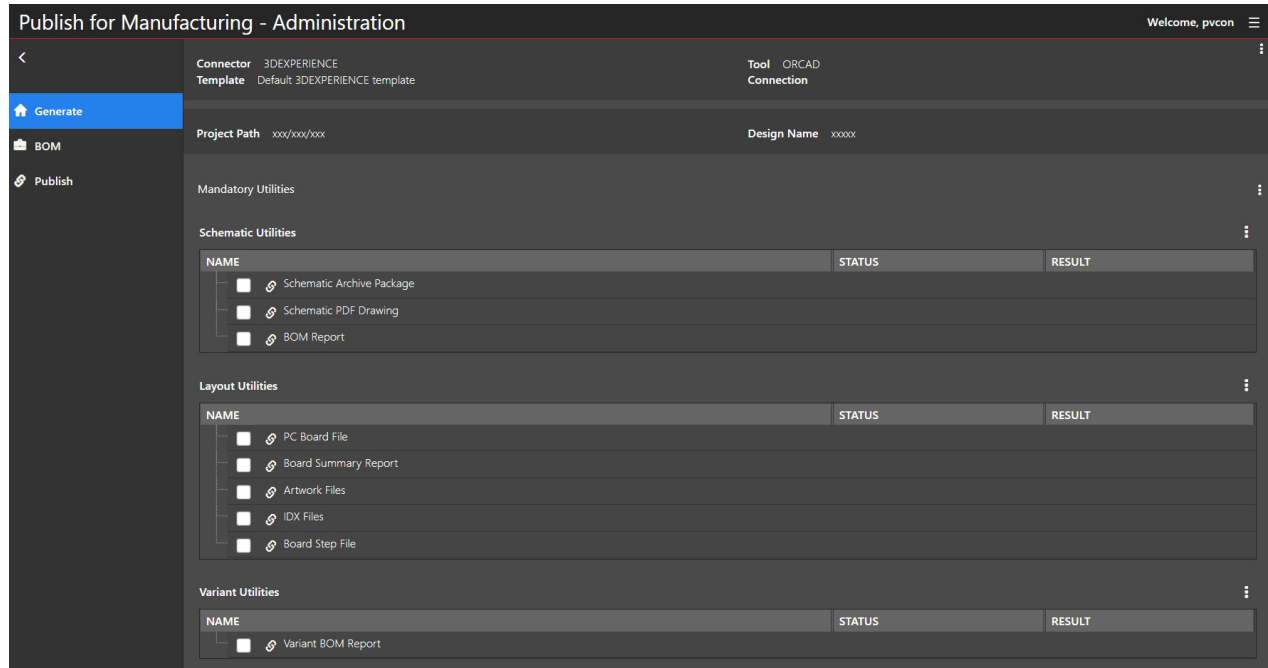 Publish for Manufacturing - Administration Welcome, pvcon
Connector 3DEXPERIENCE Tool ORCAD
Template Default 3DEXPERIENCE template Connection
Generate
Project Path xxx/xxx/xxx Design Name xxxxx
BOM
Publish
Mandatory Utilities
Schematic Utilities
NAME STATUS RESULT
Schematic Archive Package
Schematic PDF Drawing
BOM Report
Layout Utilities
NAME STATUS RESULT
PC Board File
Board Summary Report
Artwork Files
IDX Files
Board Step File
Variant Utilities
NAME STATUS RESULT
Variant BOM Report